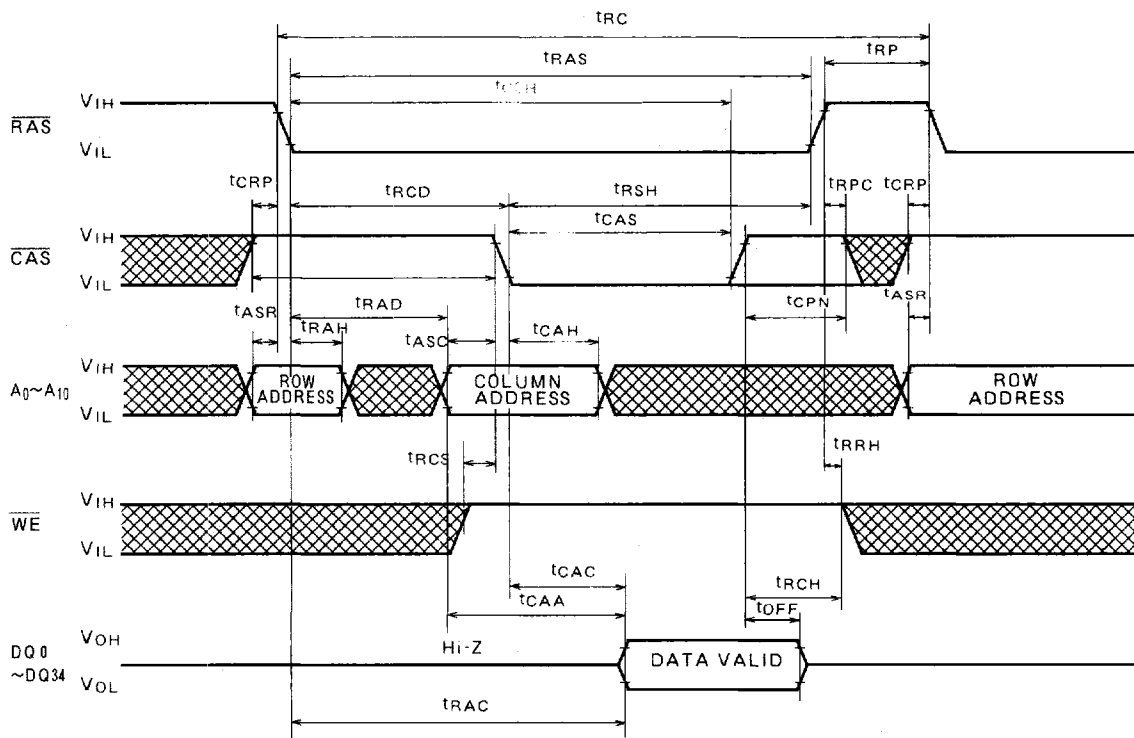 tRC
tRP
tRAS
tCSH
VIH
RAS
VIL
tCRP
tRCD
tRSH
tRPC
tCRP
tCAS
VIH
CAS
VIL
tCPN
tASR
tRAD
tASR
tRAH
tASC
tCAH
VIH
A0~A10
ROW ADDRESS
COLUMN ADDRESS
ROW ADDRESS
VIL
tRCS
tRRH
VIH
WE
VIL
tCAC
tRCH
tCAA
tOFF
VOH
Hi-Z
DQ0
~DQ34
DATA VALID
VOL
tRAC